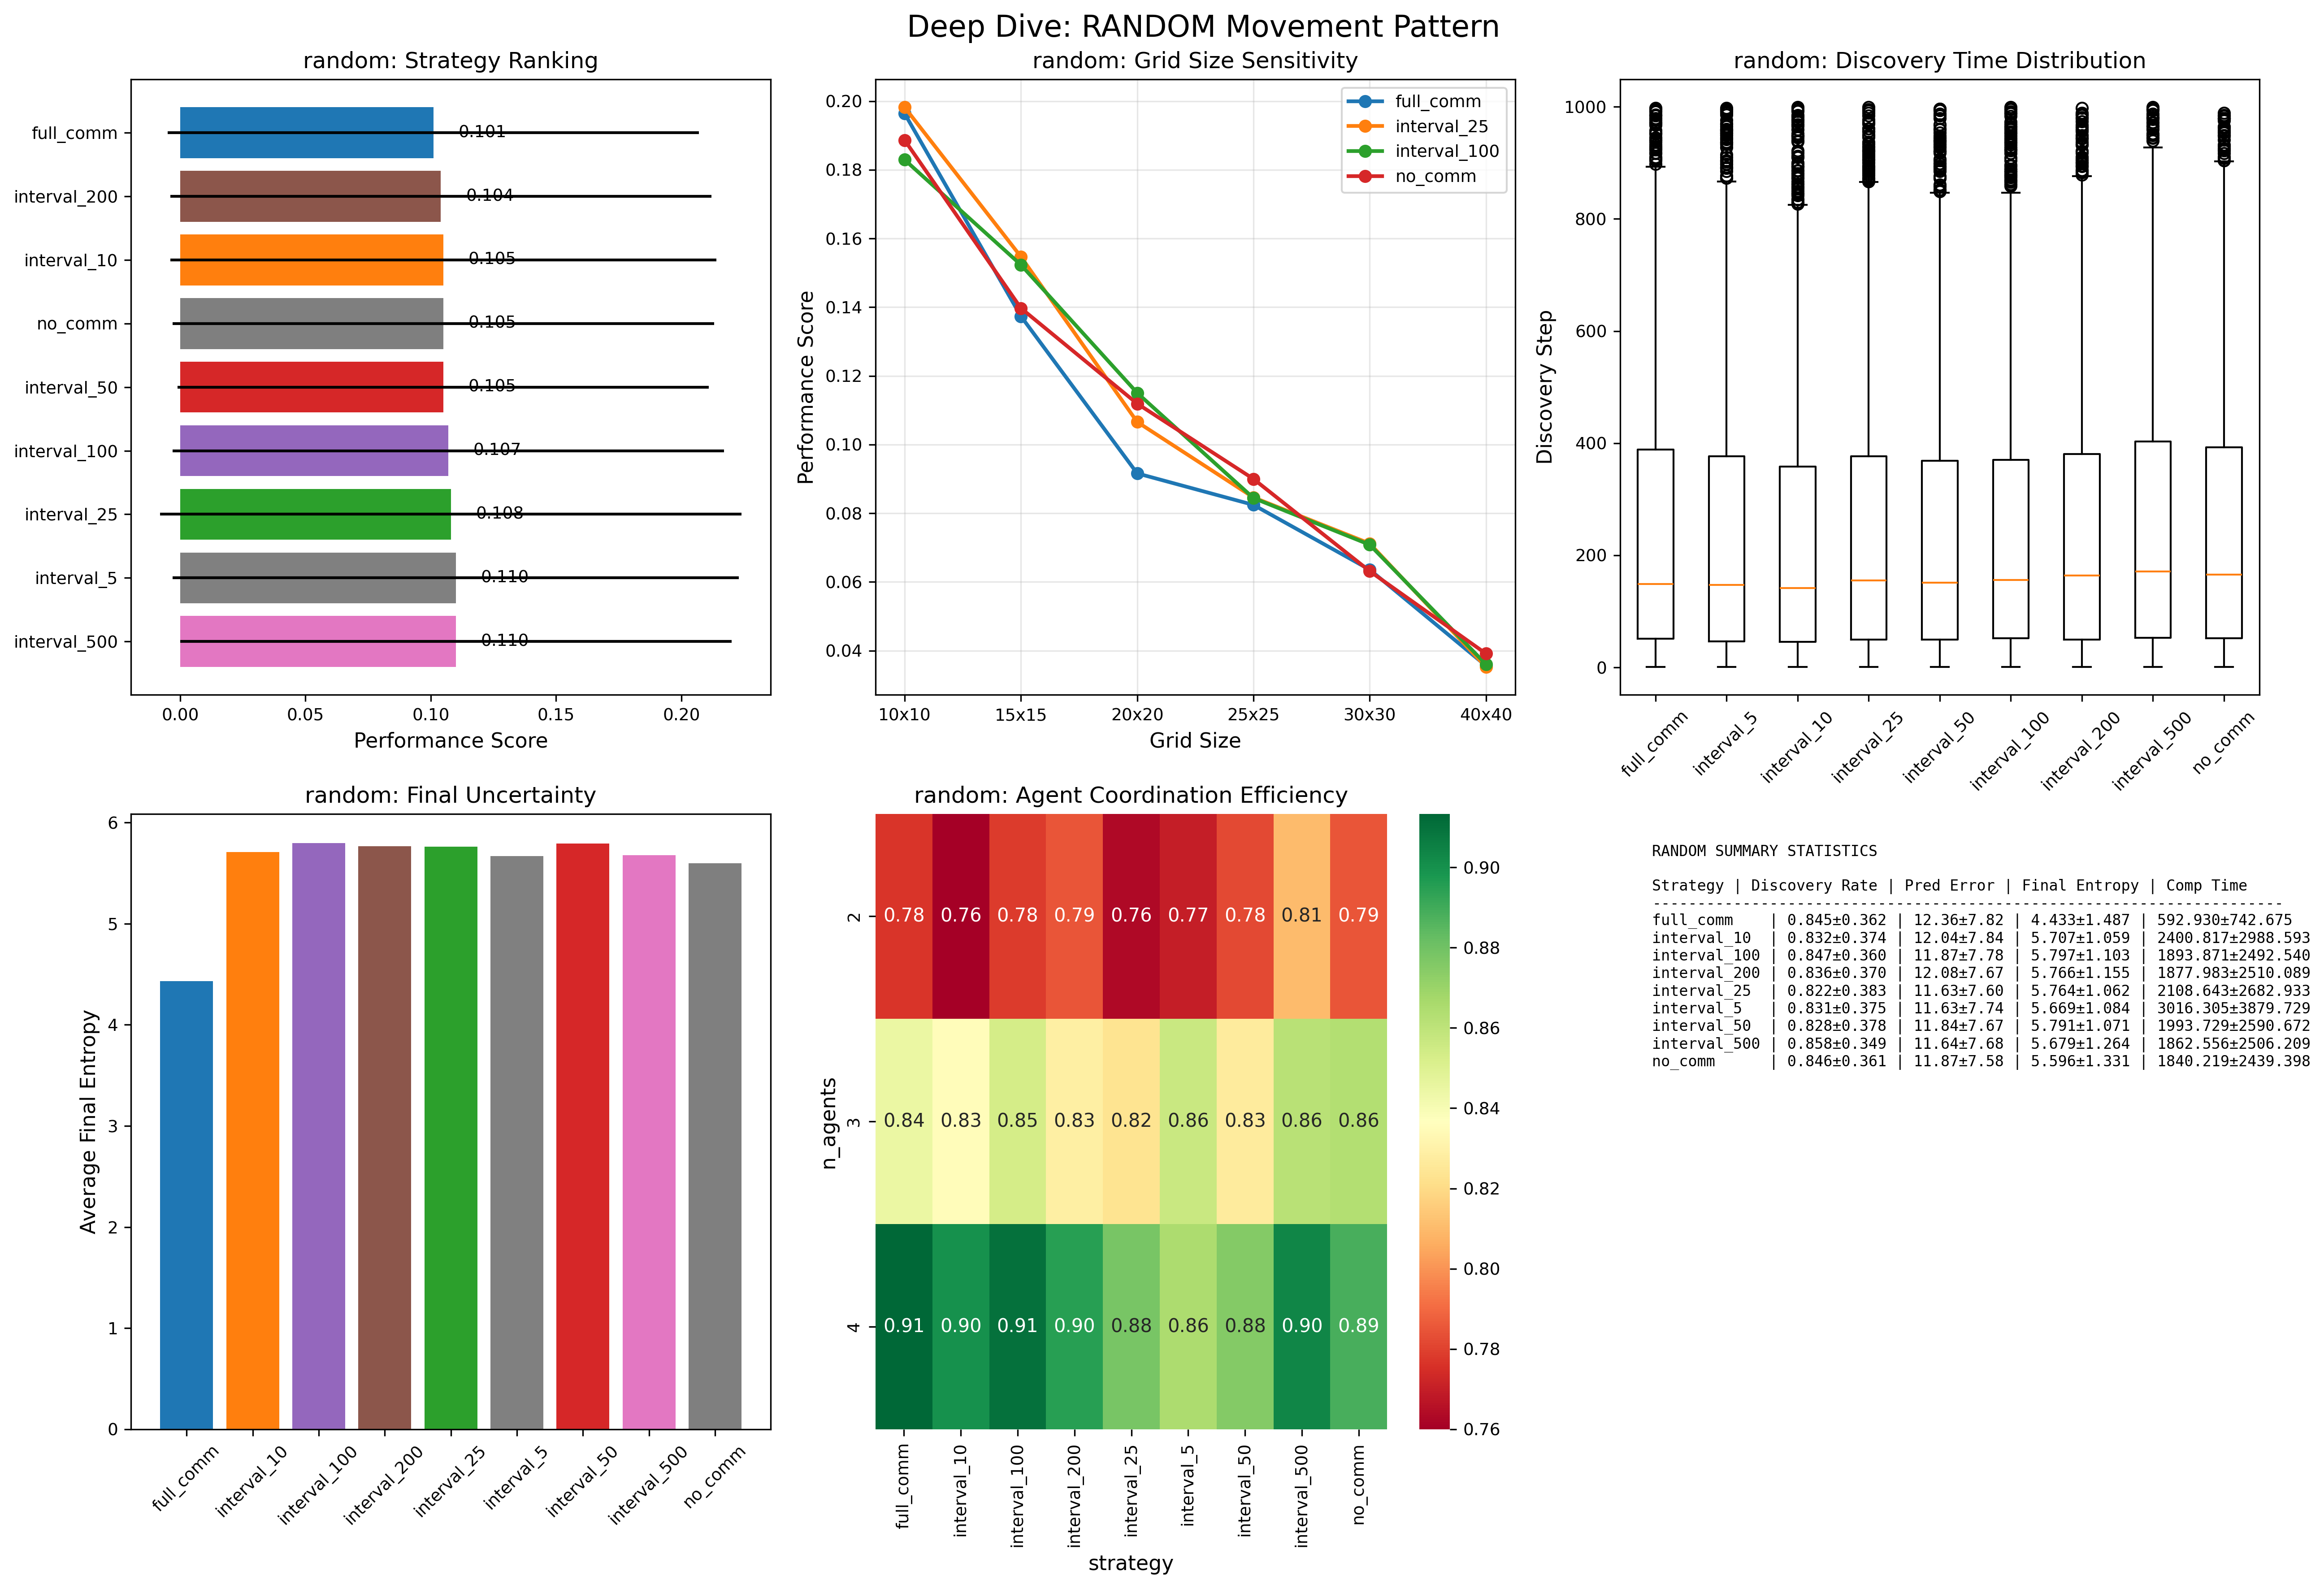 Deep Dive: RANDOM Movement Pattern
random: Strategy Ranking
full_comm
interval_200
interval_10
no_comm
interval_50
interval_100
interval_25
interval_5
interval_500
0.101
0.104
0.105
0.105
0.105
0.107
0.108
0.110
0.110
0.00 0.05 0.10 0.15 0.20
Performance Score
random: Grid Size Sensitivity
Performance Score
0.20
0.18
0.16
0.14
0.12
0.10
0.08
0.06
0.04
full_comm
interval_25
interval_100
no_comm
10x10 15x15 20x20 25x25 30x30 40x40
Grid Size
random: Discovery Time Distribution
Discovery Step
1000
800
600
400
200
0
full_comm interval_5 interval_10 interval_25 interval_50 interval_100 interval_200 interval_500 no_comm
random: Final Uncertainty
Average Final Entropy
6
5
4
3
2
1
0
full_comm interval_10 interval_100 interval_200 interval_25 interval_5 interval_50 interval_500 no_comm
random: Agent Coordination Efficiency
n_agents
2
0.78 0.76 0.78 0.79 0.76 0.77 0.78 0.81 0.79
3
0.84 0.83 0.85 0.83 0.82 0.86 0.83 0.86 0.86
4
0.91 0.90 0.91 0.90 0.88 0.86 0.88 0.90 0.89
full_comm interval_10 interval_100 interval_200 interval_25 interval_5 interval_50 interval_500 no_comm
strategy
0.90
0.88
0.86
0.84
0.82
0.80
0.78
0.76
RANDOM SUMMARY STATISTICS
Strategy | Discovery Rate | Pred Error | Final Entropy | Comp Time
----------------------------------------------------------------------
full_comm | 0.845±0.362 | 12.36±7.82 | 4.433±1.487 | 592.930±742.675
interval_10 | 0.832±0.374 | 12.04±7.84 | 5.707±1.059 | 2400.817±2988.593
interval_100 | 0.847±0.360 | 11.87±7.78 | 5.797±1.103 | 1893.871±2492.540
interval_200 | 0.836±0.370 | 12.08±7.67 | 5.766±1.155 | 1877.983±2510.089
interval_25 | 0.822±0.383 | 11.63±7.60 | 5.764±1.062 | 2108.643±2682.933
interval_5 | 0.831±0.375 | 11.63±7.74 | 5.669±1.084 | 3016.305±3879.729
interval_50 | 0.828±0.378 | 11.84±7.67 | 5.791±1.071 | 1993.729±2590.672
interval_500 | 0.858±0.349 | 11.64±7.68 | 5.679±1.264 | 1862.556±2506.209
no_comm | 0.846±0.361 | 11.87±7.58 | 5.596±1.331 | 1840.219±2439.398